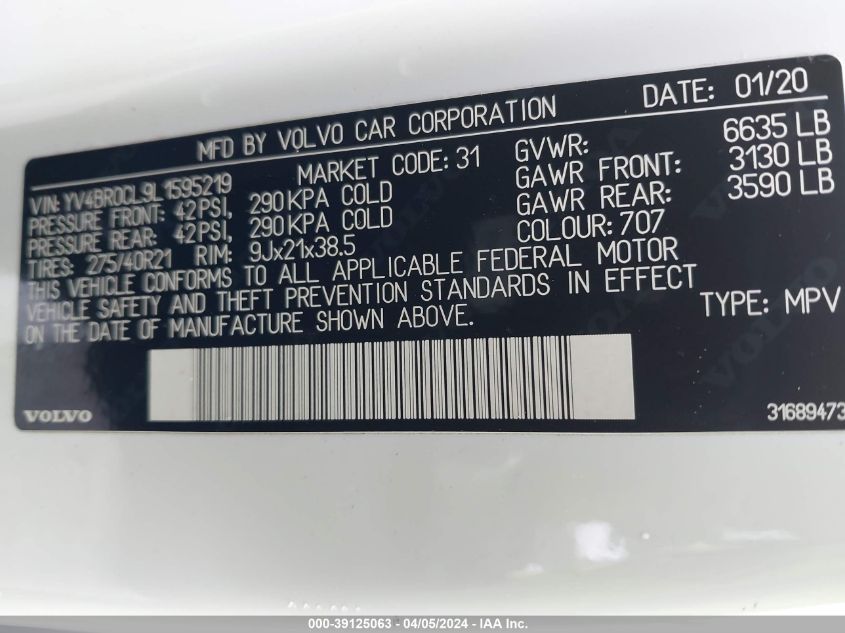 DATE: 01/20
MFD BY VOLVO CAR CORPORATION
VIN: YV4BR0CL9L1595219 MARKET CODE: 31 GVWR: 6635 LB
PRESSURE FRONT: 42PSI, 290KPA COLD GAWR FRONT: 3130 LB
PRESSURE REAR: 42PSI, 290KPA COLD GAWR REAR: 3590 LB
TIRES: 275/40R21 RIM: 9Jx21x38.5 COLOUR: 707
THIS VEHICLE CONFORMS TO ALL APPLICABLE FEDERAL MOTOR
VEHICLE SAFETY AND THEFT PREVENTION STANDARDS IN EFFECT
ON THE DATE OF MANUFACTURE SHOWN ABOVE. TYPE: MPV
VOLVO 31689473
000-39125063 - 04/05/2024 - IAA Inc.